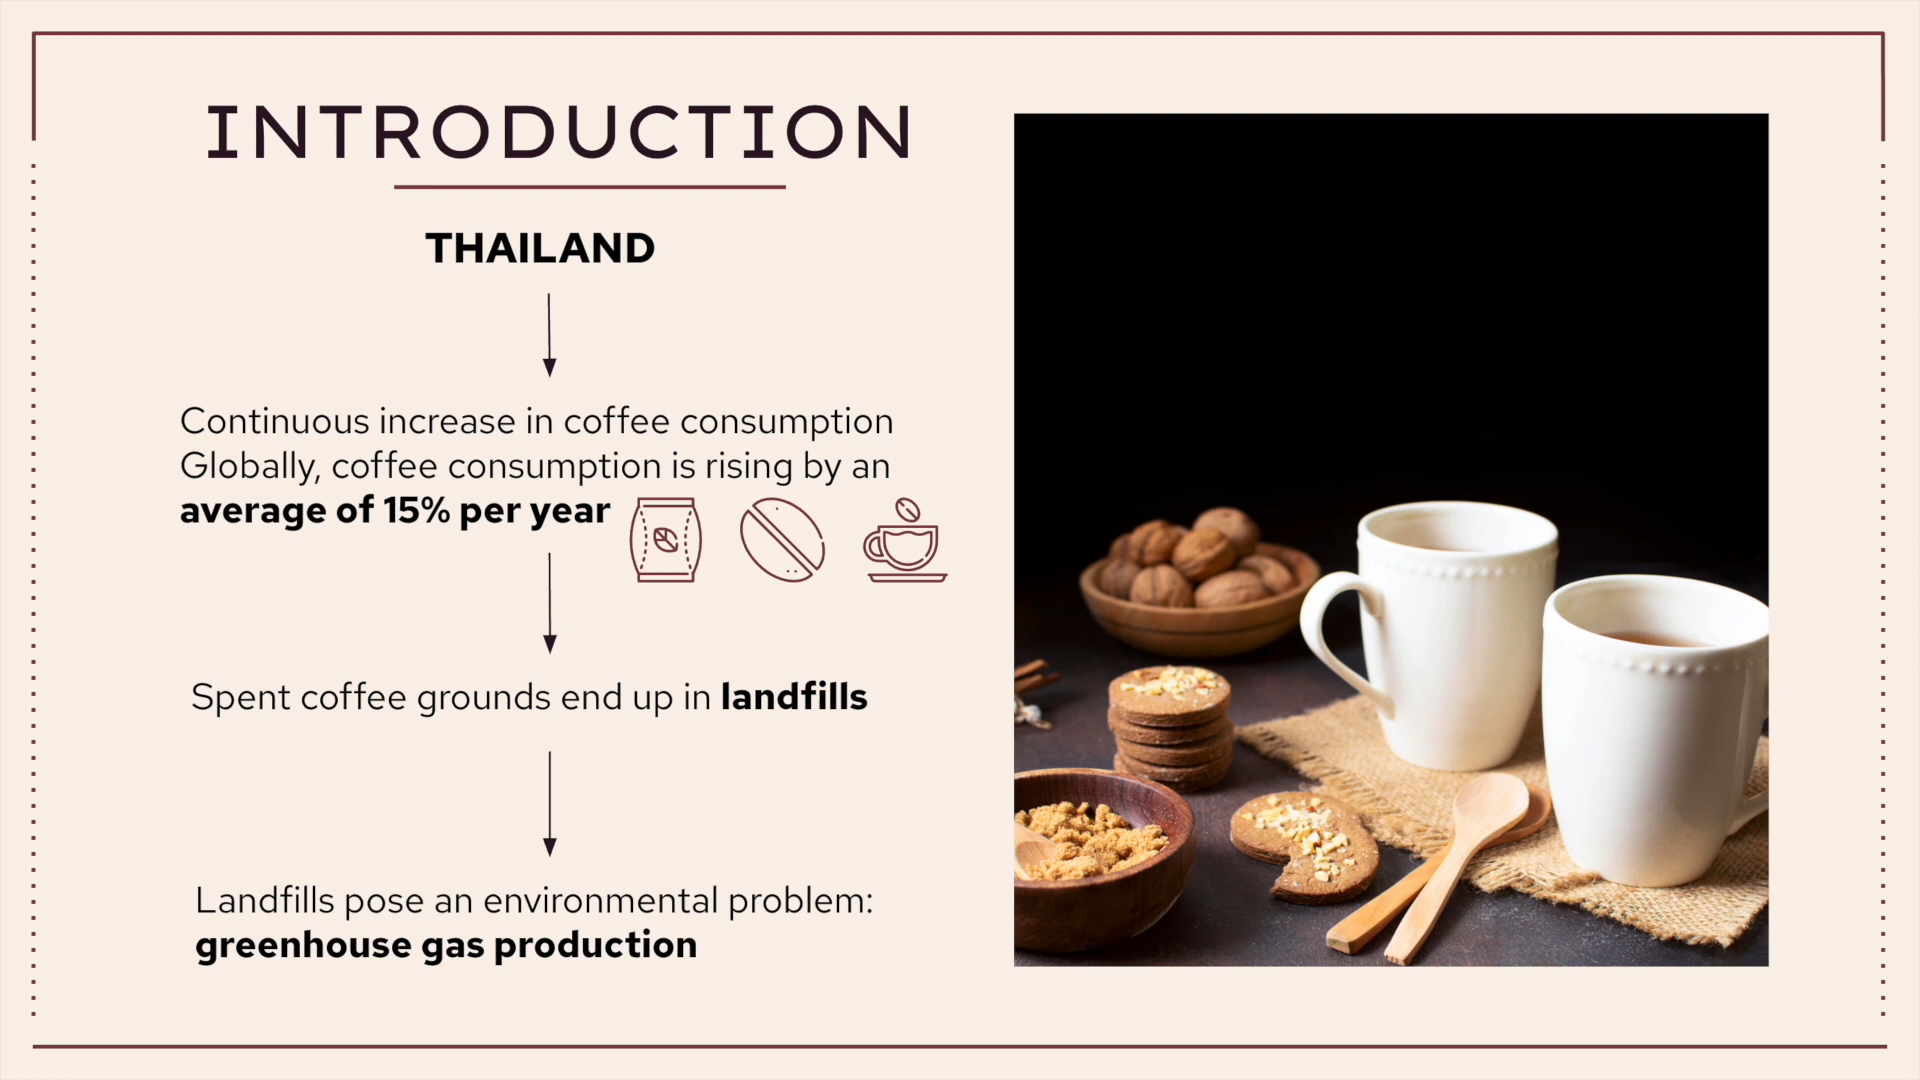 INTRODUCTION
THAILAND
Continuous increase in coffee consumption
Globally, coffee consumption is rising by an
average of 15% per year
Spent coffee grounds end up in landfills
Landfills pose an environmental problem:
greenhouse gas production